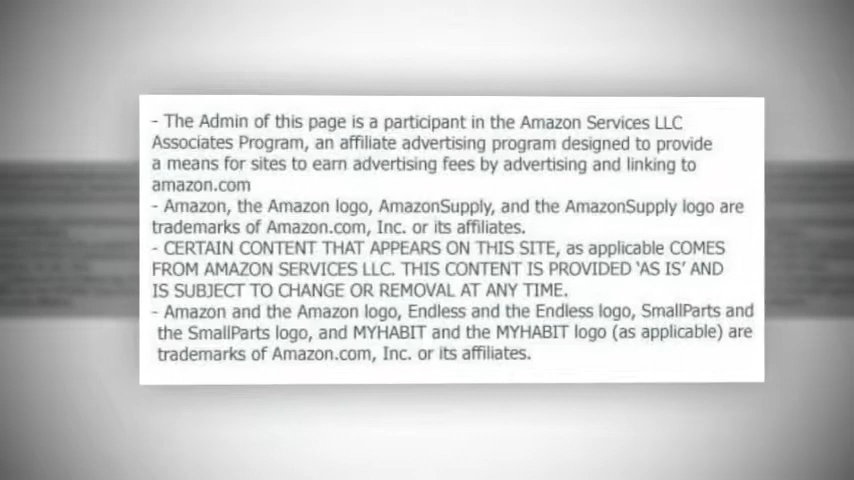 - The Admin of this page is a participant in the Amazon Services LLC
Associates Program, an affiliate advertising program designed to provide
a means for sites to earn advertising fees by advertising and linking to
amazon.com
- Amazon, the Amazon logo, AmazonSupply, and the AmazonSupply logo are
trademarks of Amazon.com, Inc. or its affiliates.
- CERTAIN CONTENT THAT APPEARS ON THIS SITE, as applicable COMES
FROM AMAZON SERVICES LLC. THIS CONTENT IS PROVIDED ‘AS IS’ AND
IS SUBJECT TO CHANGE OR REMOVAL AT ANY TIME.
- Amazon and the Amazon logo, Endless and the Endless logo, SmallParts and
the SmallParts logo, and MYHABIT and the MYHABIT logo (as applicable) are
trademarks of Amazon.com, Inc. or its affiliates.